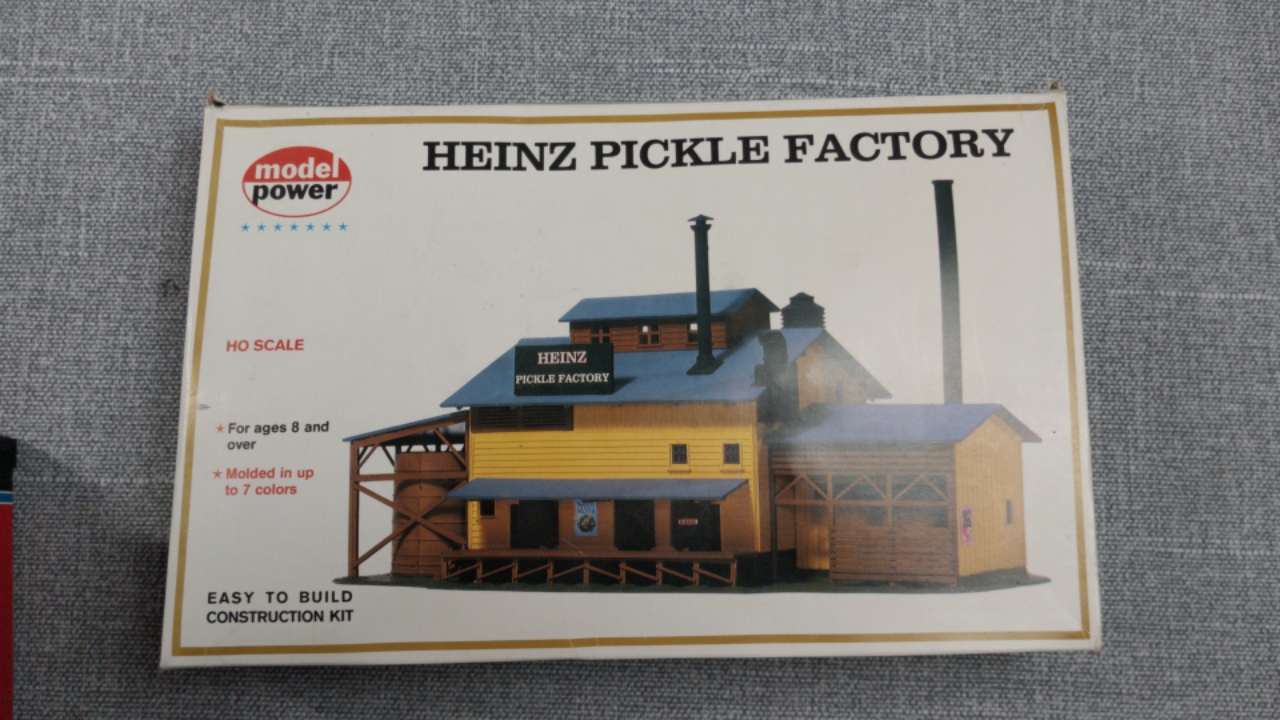 HEINZ PICKLE FACTORY
model
power
HO SCALE
HEINZ
PICKLE FACTORY
For ages 8 and
over
Molded in up
to 7 colors
EASY TO BUILD
CONSTRUCTION KIT